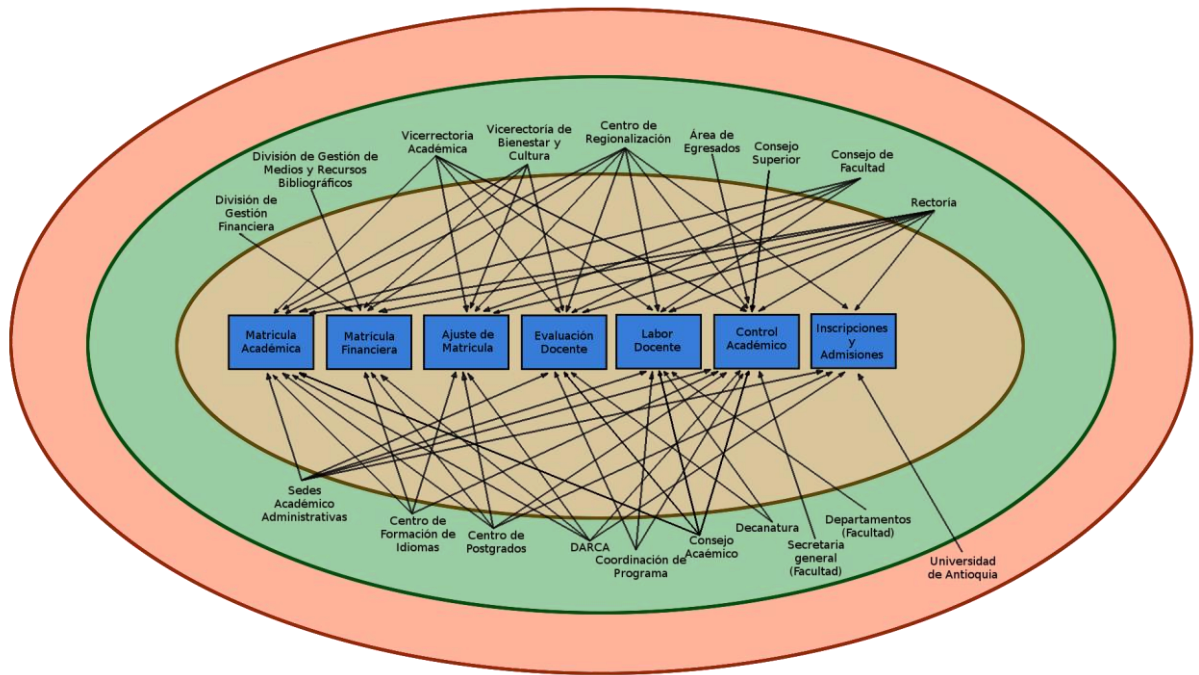 Vicerrectoria
Académica
Vicerectoría de
Bienestar y
Cultura
Centro de
Regionalización
Área de
Egresados
Consejo
Superior
Consejo de
Facultad
División de Gestión de
Medios y Recursos
Bibliográficos
División de
Gestión
Financiera
Rectoria
Matricula
Académica
Matrícula
Financiera
Ajuste de
Matricula
Evaluación
Docente
Labor
Docente
Control
Académico
Inscripciones
y
Admisiones
Sedes
Académico
Administrativas
Centro de
Formación de
Idiomas
Centro de
Postgrados
DARCA
Coordinación de
Programa
Consejo
Acaémico
Decanatura
Secretaria
general
(Facultad)
Departamentos
(Facultad)
Universidad
de Antioquia